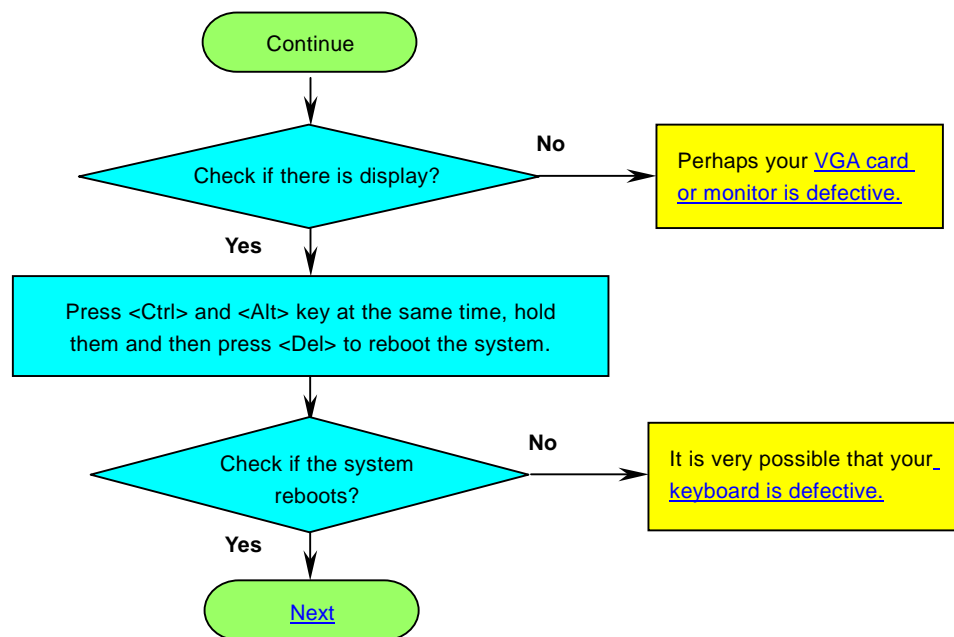 Continue
Check if there is display?
No
Perhaps your VGA card
or monitor is defective.
Yes
Press <Ctrl> and <Alt> key at the same time, hold
them and then press <Del> to reboot the system.
Check if the system
reboots?
No
It is very possible that your
keyboard is defective.
Yes
Next